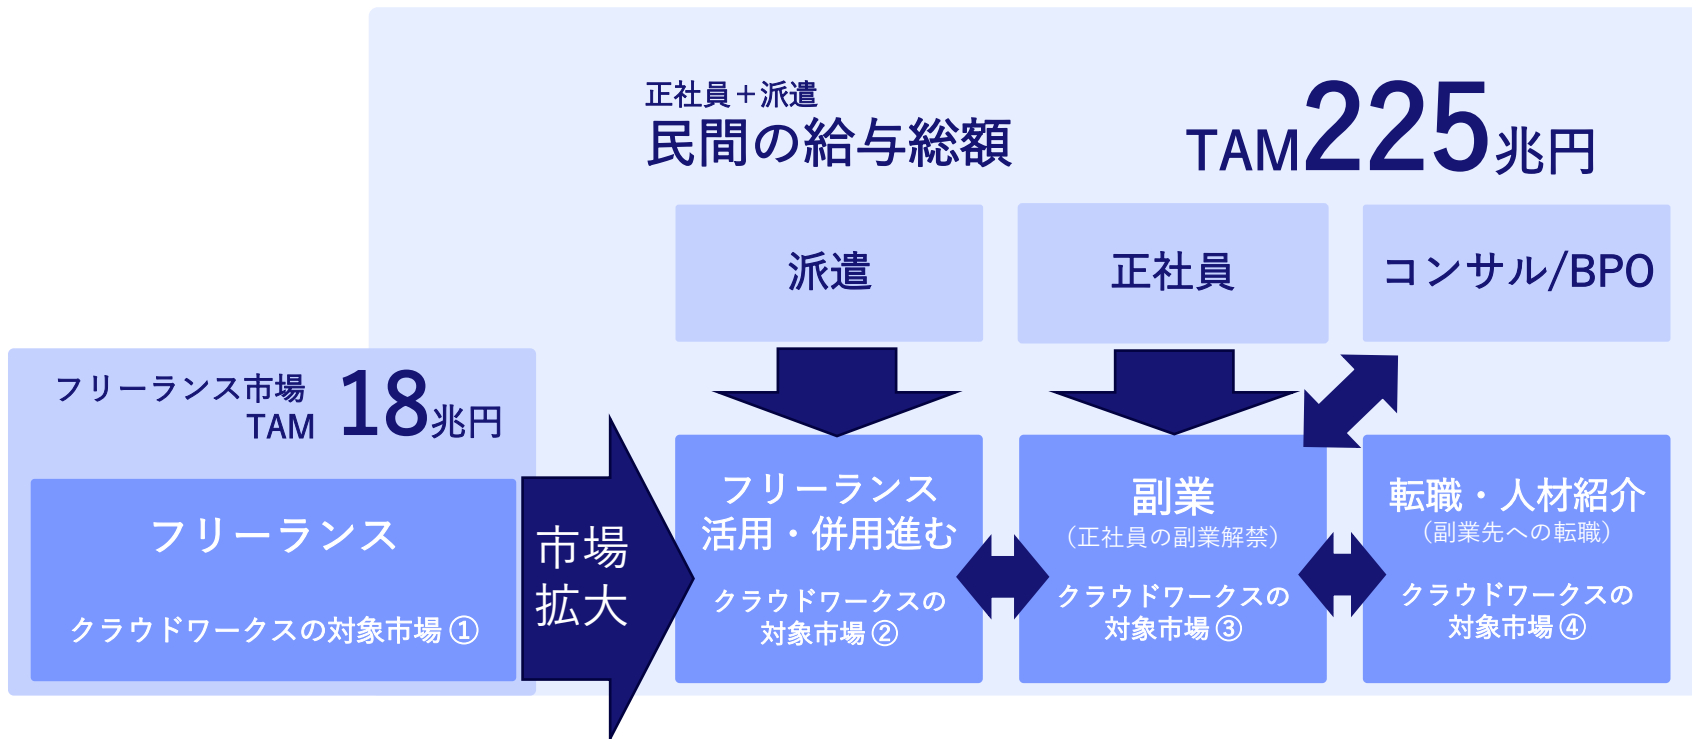 正社員＋派遣
民間の給与総額
TAM225兆円
派遣
正社員
コンサル/BPO
フリーランス市場
TAM 18兆円
フリーランス
クラウドワークスの対象市場①
市場
拡大
フリーランス
活用・併用進む
クラウドワークスの
対象市場②
副業
（正社員の副業解禁）
クラウドワークスの
対象市場③
転職・人材紹介
（副業先への転職）
クラウドワークスの
対象市場④